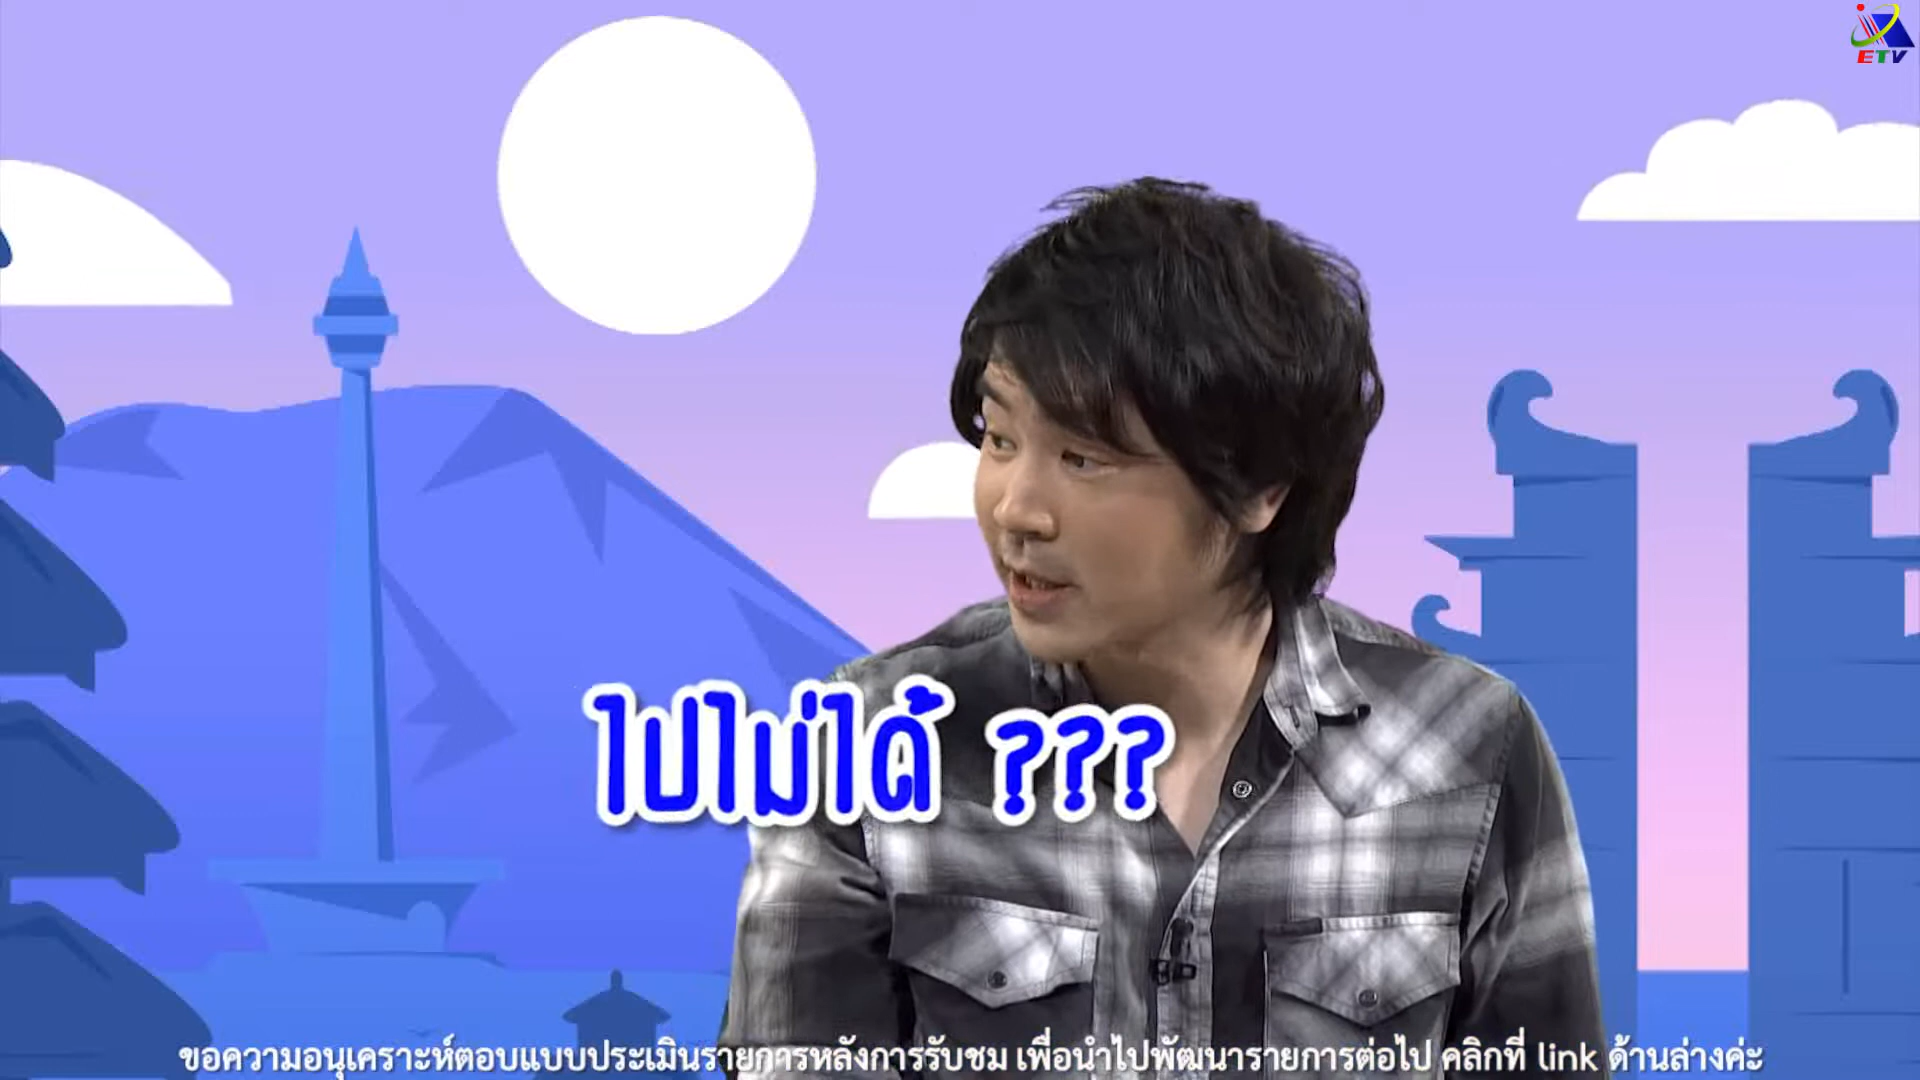 ETV
ไปไม่ได้ ???
ขอความอนุเคราะห์ตอบแบบประเมินรายการหลังการรับชม เพื่อนำไปพัฒนารายการต่อไป คลิกที่ link ด้านล่างค่ะ